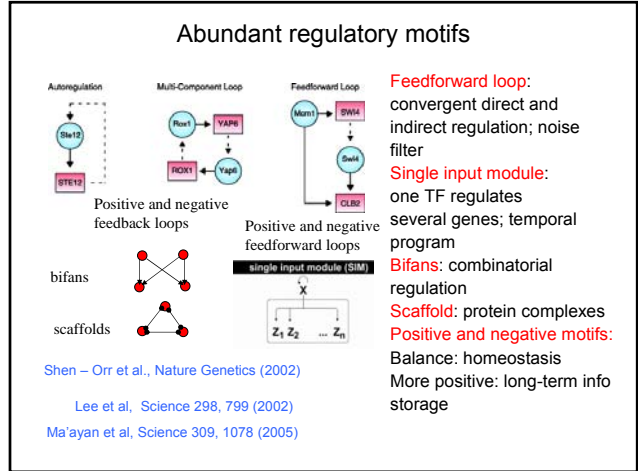 Abundant regulatory motifs
Autoregulation
Multi-Component Loop
Feedforward Loop
Ste12
STE12
Rox1
YAP6
ROX1
Yap6
Mcm1
SWI4
Swi4
CLB2
Positive and negative
feedback loops
Positive and negative
feedforward loops
bifans
scaffolds
single input module (SIM)
X
Z1 Z2 ... Zn
Shen – Orr et al., Nature Genetics (2002)
Lee et al, Science 298, 799 (2002)
Ma'ayan et al, Science 309, 1078 (2005)
Feedforward loop:
convergent direct and
indirect regulation; noise
filter
Single input module:
one TF regulates
several genes; temporal
program
Bifans: combinatorial
regulation
Scaffold: protein complexes
Positive and negative motifs:
Balance: homeostasis
More positive: long-term info
storage